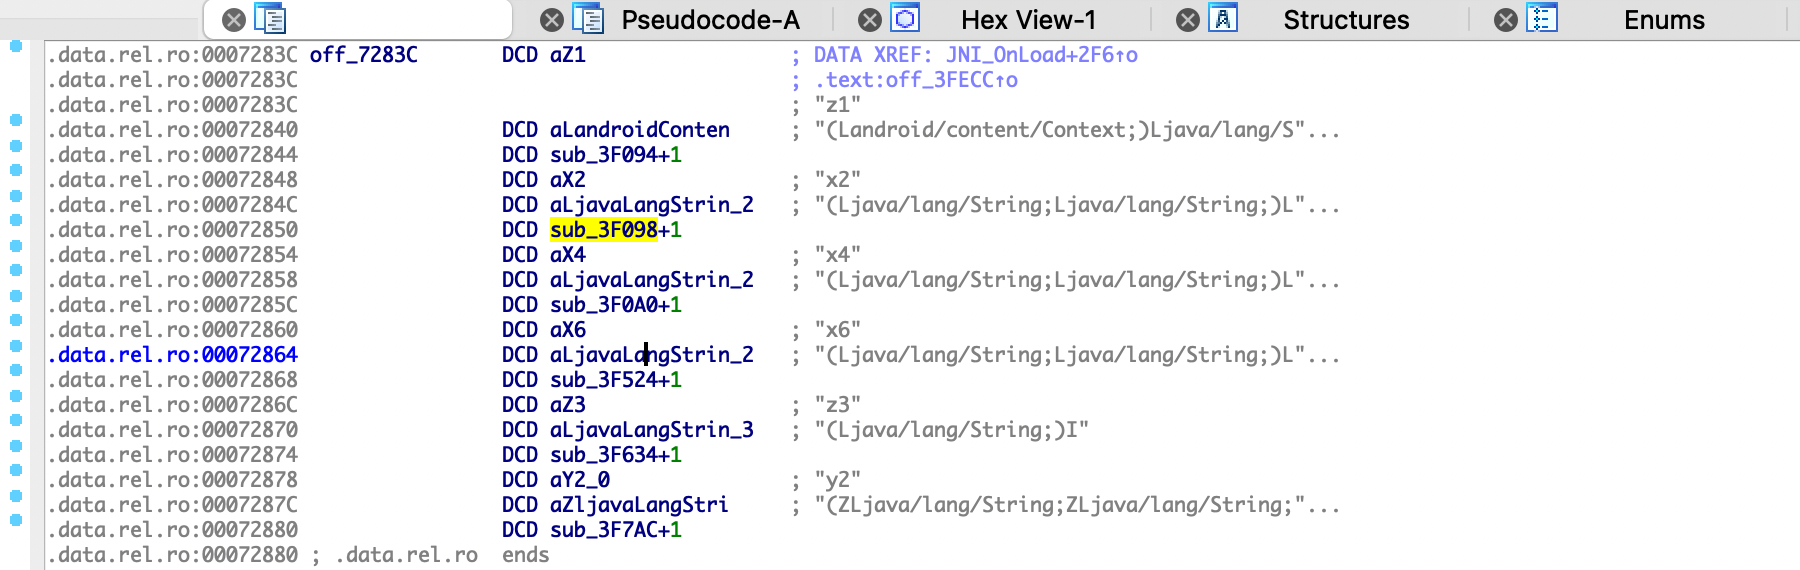 Pseudocode-A Hex View-1 Structures Enums
.data.rel.ro:0007283C off_7283C DCD aZ1 ; DATA XREF: JNI_OnLoad+2F6↑o
.data.rel.ro:0007283C ; .text:off_3FECC↑o
.data.rel.ro:0007283C ; "z1"
.data.rel.ro:00072840 DCD aLandroidConten ; "(Landroid/content/Context;)Ljava/lang/S"...
.data.rel.ro:00072844 DCD sub_3F094+1
.data.rel.ro:00072848 DCD aX2 ; "x2"
.data.rel.ro:0007284C DCD aLjavaLangStrin_2 ; "(Ljava/lang/String;Ljava/lang/String;)L"...
.data.rel.ro:00072850 DCD sub_3F098+1
.data.rel.ro:00072854 DCD aX4 ; "x4"
.data.rel.ro:00072858 DCD aLjavaLangStrin_2 ; "(Ljava/lang/String;Ljava/lang/String;)L"...
.data.rel.ro:0007285C DCD sub_3F0A0+1
.data.rel.ro:00072860 DCD aX6 ; "x6"
.data.rel.ro:00072864 DCD aLjavaLangStrin_2 ; "(Ljava/lang/String;Ljava/lang/String;)L"...
.data.rel.ro:00072868 DCD sub_3F524+1
.data.rel.ro:0007286C DCD aZ3 ; "z3"
.data.rel.ro:00072870 DCD aLjavaLangStrin_3 ; "(Ljava/lang/String;)I"
.data.rel.ro:00072874 DCD sub_3F634+1
.data.rel.ro:00072878 DCD aY2_0 ; "y2"
.data.rel.ro:0007287C DCD aZljavaLangStri ; "(ZLjava/lang/String;ZLjava/lang/String;"...
.data.rel.ro:00072880 DCD sub_3F7AC+1
.data.rel.ro:00072880 ; .data.rel.ro ends